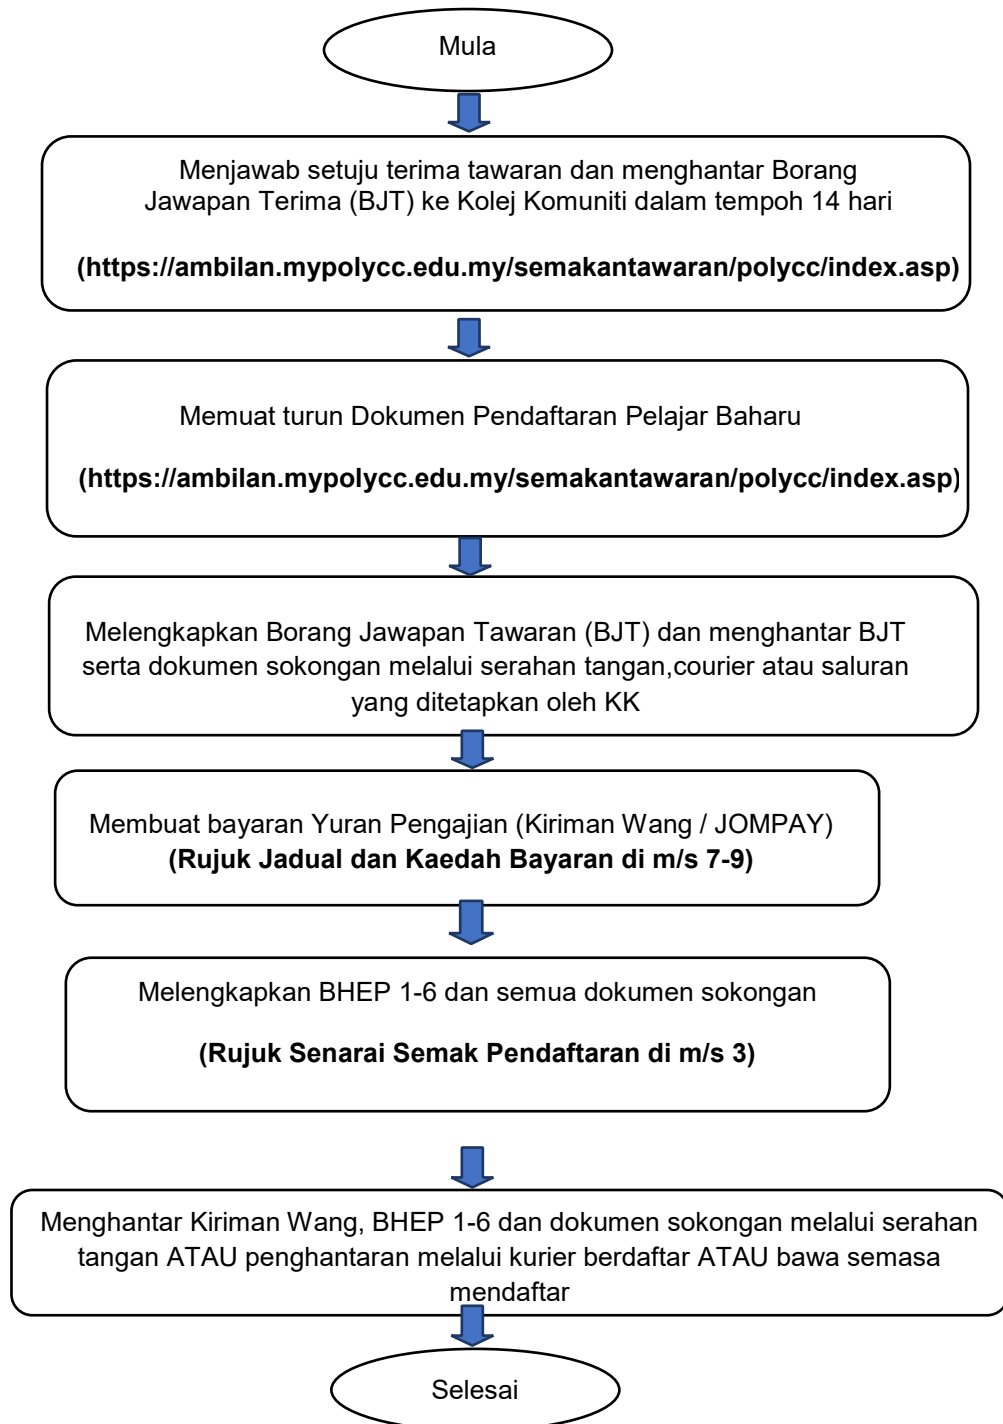 Mula
Menjawab setuju terima tawaran dan menghantar Borang
Jawapan Terima (BJT) ke Kolej Komuniti dalam tempoh 14 hari
(https://ambilan.mypolycc.edu.my/semakantawaran/polycc/index.asp)
Memuat turun Dokumen Pendaftaran Pelajar Baharu
(https://ambilan.mypolycc.edu.my/semakantawaran/polycc/index.asp)
Melengkapkan Borang Jawapan Tawaran (BJT) dan menghantar BJT
serta dokumen sokongan melalui serahan tangan,courier atau saluran
yang ditetapkan oleh KK
Membuat bayaran Yuran Pengajian (Kiriman Wang / JOMPAY)
(Rujuk Jadual dan Kaedah Bayaran di m/s 7-9)
Melengkapkan BHEP 1-6 dan semua dokumen sokongan
(Rujuk Senarai Semak Pendaftaran di m/s 3)
Menghantar Kiriman Wang, BHEP 1-6 dan dokumen sokongan melalui serahan
tangan ATAU penghantaran melalui kurier berdaftar ATAU bawa semasa
mendaftar
Selesai